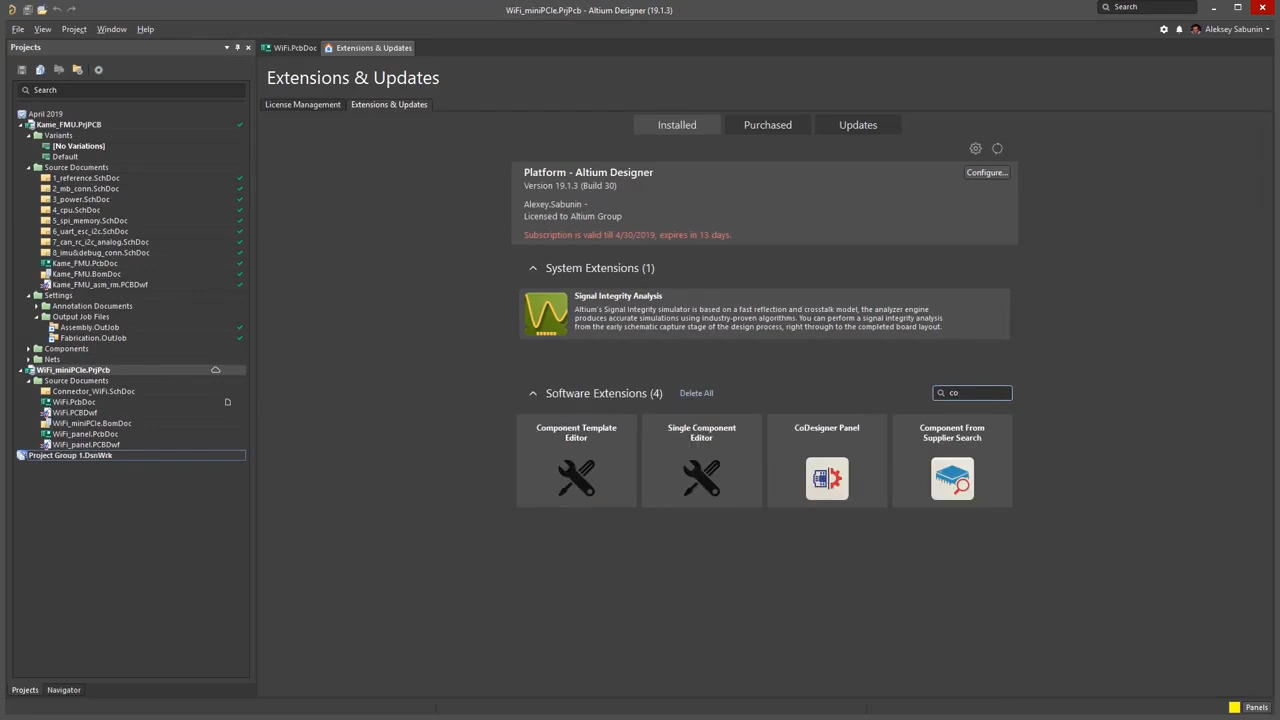 WiFi_miniPCIe.PrjPcb - Altium Designer (19.1.3)
Search
File View Project Window Help
Aleksey Sabunin
Projects
WiFi.PcbDoc
Extensions & Updates
Extensions & Updates
Search
License Management
Extensions & Updates
April 2019
Kame_FMU.PrjPCB
Variants
[No Variations]
Default
Source Documents
1_reference.SchDoc
2_mb_conn.SchDoc
3_power.SchDoc
4_cpu.SchDoc
5_spi_memory.SchDoc
6_uart_esc_i2c.SchDoc
7_can_rc_i2c_analog.SchDoc
8_imu&debug_conn.SchDoc
Kame_FMU.PcbDoc
Kame_FMU.BomDoc
Kame_FMU_asm_rm.PCBDwf
Settings
Annotation Documents
Output Job Files
Assembly.OutJob
Fabrication.OutJob
Components
Nets
WiFi_miniPCIe.PrjPcb
Source Documents
Connector_WiFi.SchDoc
WiFi.PcbDoc
WiFi.PCBDwf
WiFi_miniPCIe.BomDoc
WiFi_panel.PcbDoc
WiFi_panel.PCBDwf
Project Group 1.DsnWrk
Installed
Purchased
Updates
Platform - Altium Designer
Configure...
Version 19.1.3 (Build 30)
Alexey.Sabunin -
Licensed to Altium Group
Subscription is valid till 4/30/2019, expires in 13 days.
System Extensions (1)
Signal Integrity Analysis
Altium's Signal Integrity simulator is based on a fast reflection and crosstalk model, the analyzer engine
produces accurate simulations using industry-proven algorithms. You can perform a signal integrity analysis
from the early schematic capture stage of the design process, right through to the completed board layout.
Software Extensions (4)
Delete All
co
Component Template
Editor
Single Component
Editor
CoDesigner Panel
Component From
Supplier Search
Projects
Navigator
Panels